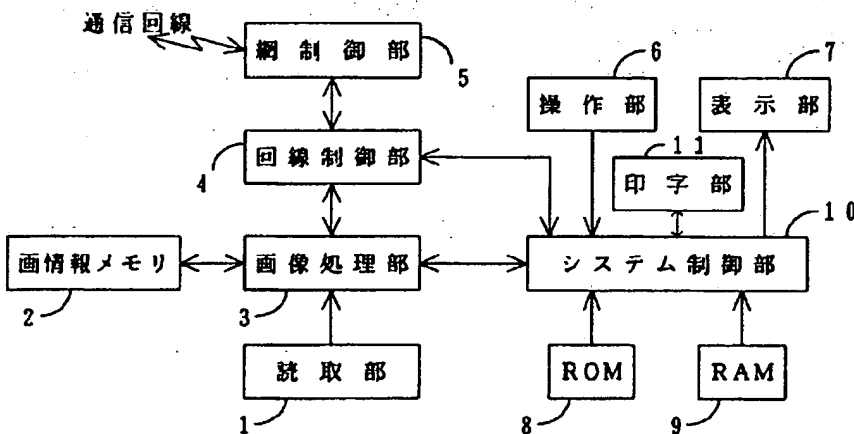 通信回線
網制御部
5
6
操作部
7
表示部
回線制御部
4
11
印字部
10
画情報メモリ
2
画像処理部
3
システム制御部
読取部
1
ROM
8
RAM
9